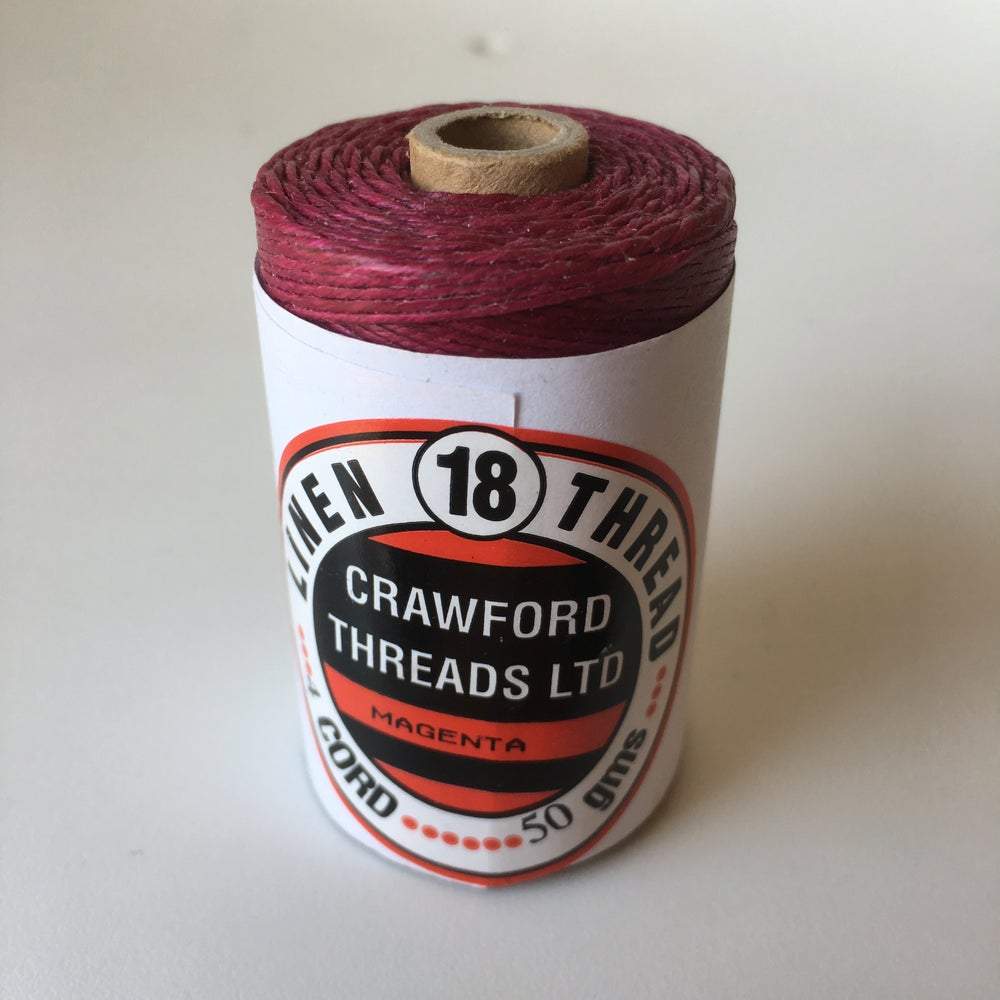 LINEN 18 THREAD
CRAWFORD
THREADS LTD
MAGENTA
CORD
50 gms